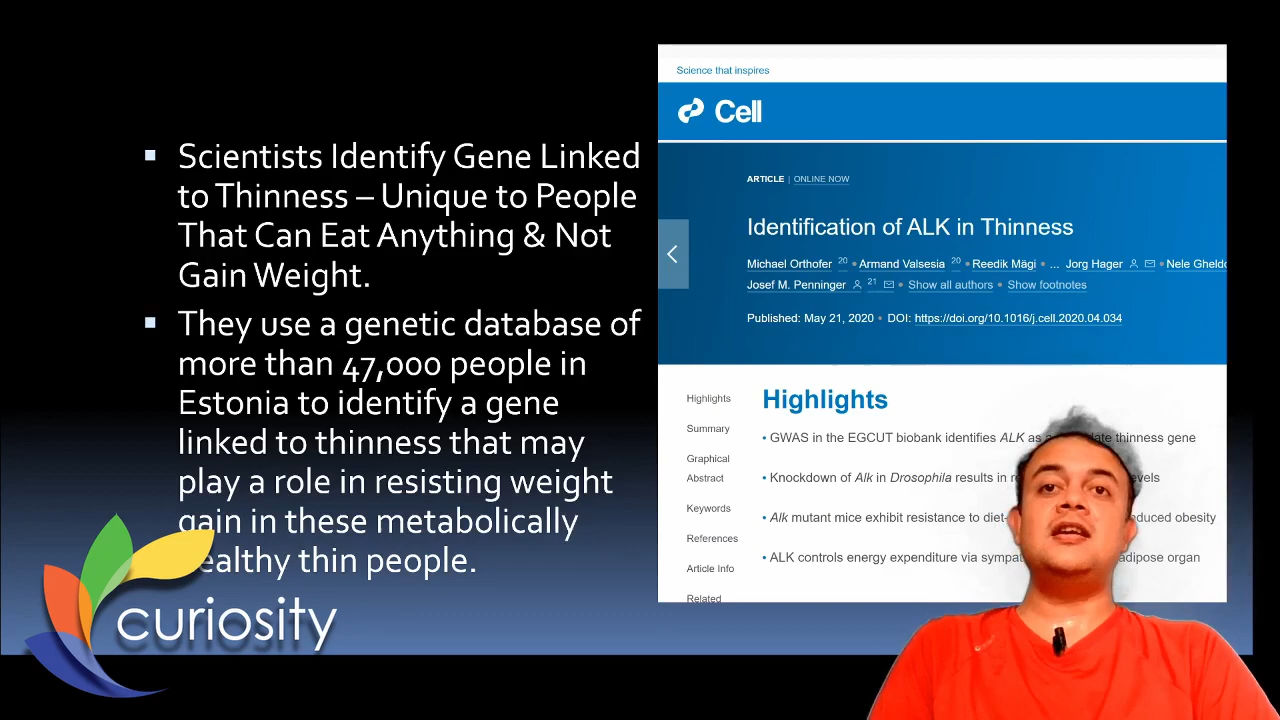 Scientists Identify Gene Linked
to Thinness – Unique to People
That Can Eat Anything & Not
Gain Weight.
They use a genetic database of
more than 47,000 people in
Estonia to identify a gene
linked to thinness that may
play a role in resisting weight
gain in these metabolically
healthy thin people.
curiosity
Science that inspires
Cell
ARTICLE | ONLINE NOW
Identification of ALK in Thinness
Michael Orthofer 20 • Armand Valsesia 20 • Reedik Mägi • ... Jorg Hager • Nele Gheldo
Josef M. Penninger 21 • Show all authors • Show footnotes
Published: May 21, 2020 • DOI: https://doi.org/10.1016/j.cell.2020.04.034
Highlights
Summary
Graphical
Abstract
Keywords
References
Article Info
Related
Highlights
• GWAS in the EGCUT biobank identifies ALK as a thinness gene
• Knockdown of Alk in Drosophila results in
• Alk mutant mice exhibit resistance to diet- obesity
• ALK controls energy expenditure via adipose organ